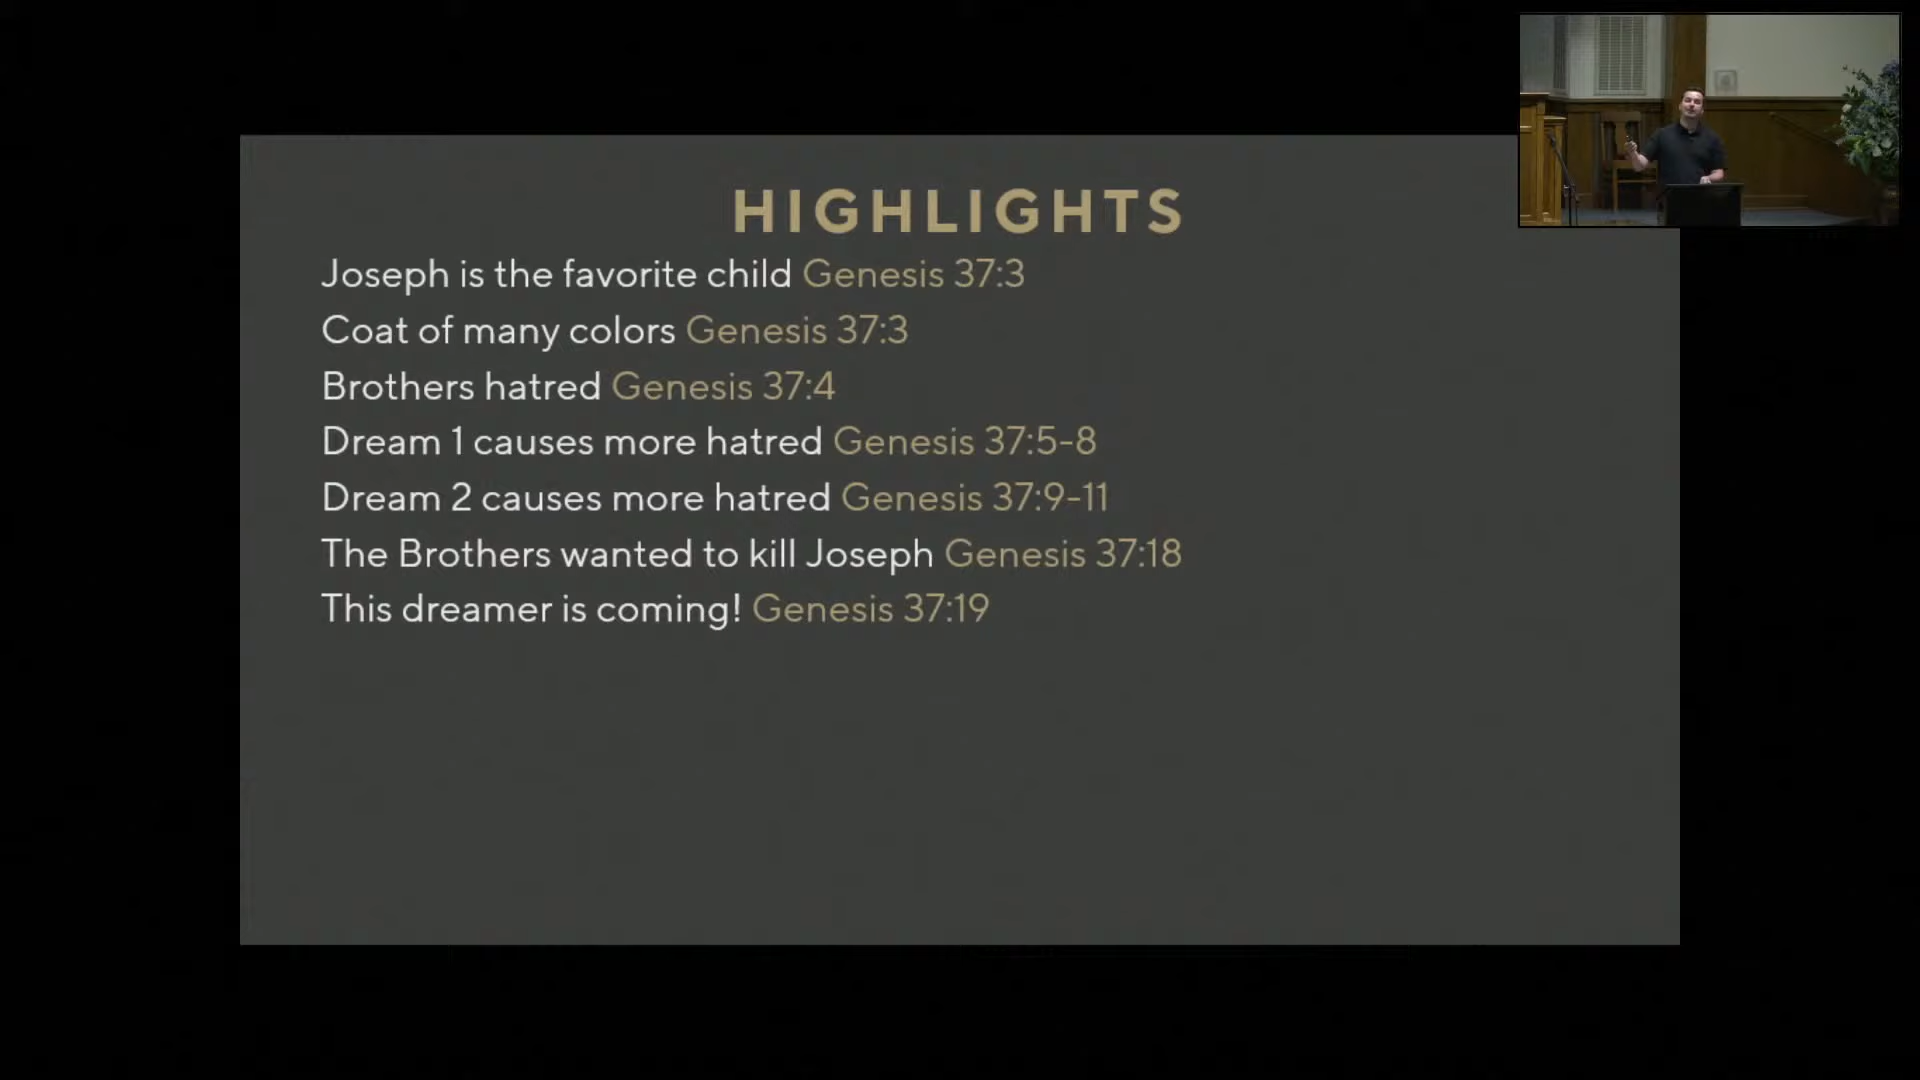 HIGHLIGHTS
Joseph is the favorite child Genesis 37:3
Coat of many colors Genesis 37:3
Brothers hatred Genesis 37:4
Dream 1 causes more hatred Genesis 37:5-8
Dream 2 causes more hatred Genesis 37:9-11
The Brothers wanted to kill Joseph Genesis 37:18
This dreamer is coming! Genesis 37:19